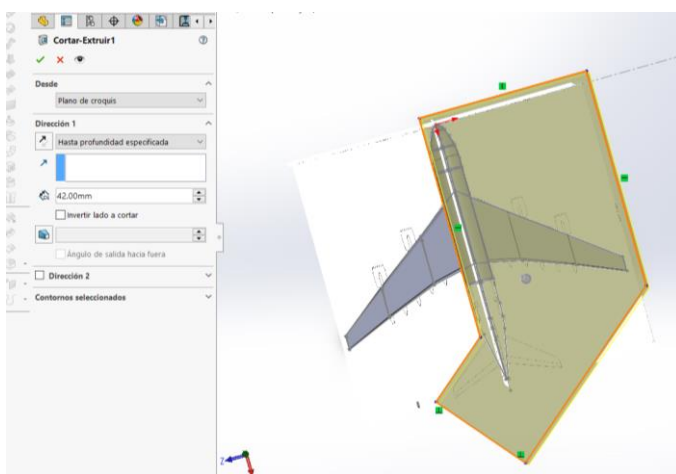 Cortar-Extruir1
Desde
Plano de croquis
Dirección 1
Hasta profundidad especificada
42.00mm
Invertir lado a cortar
Ángulo de salida hacia fuera
Dirección 2
Contornos seleccionados
Z